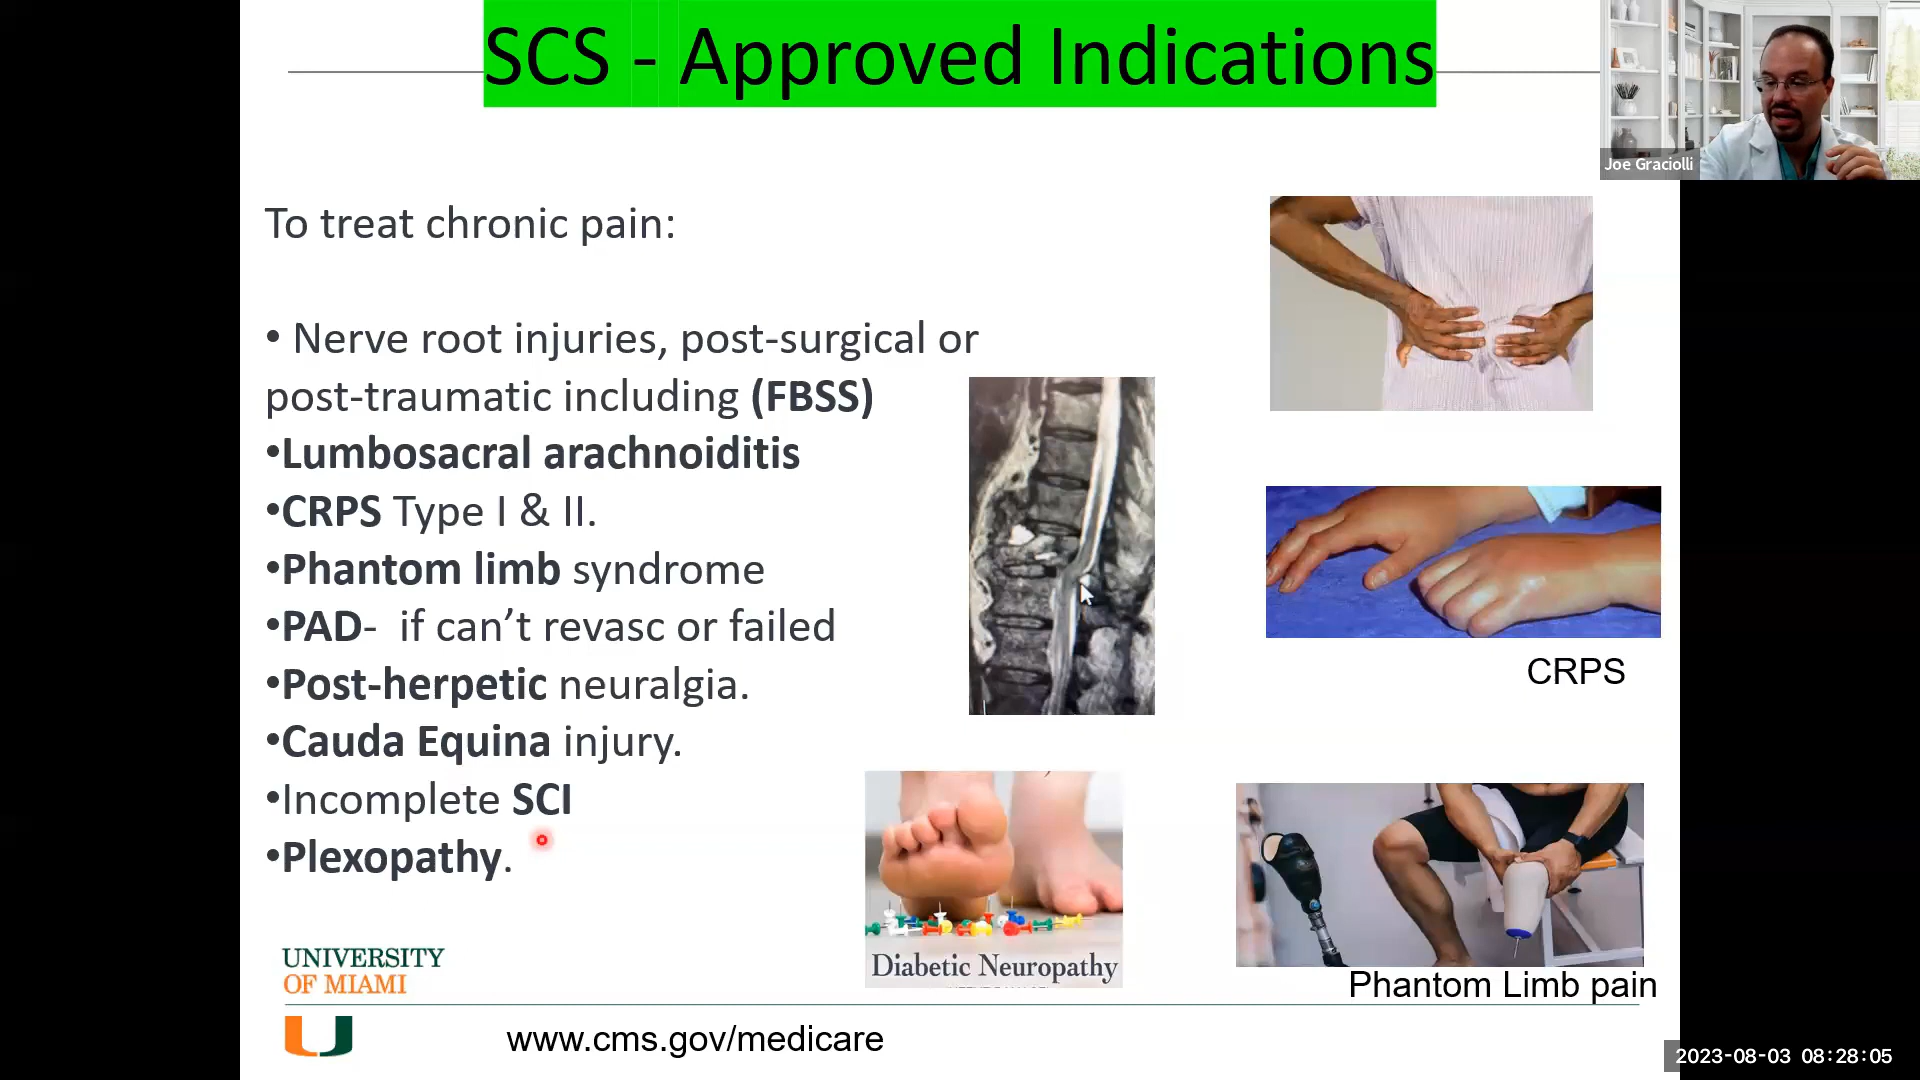 SCS - Approved Indications
Joe Graciolli
To treat chronic pain:
• Nerve root injuries, post-surgical or
post-traumatic including (FBSS)
•Lumbosacral arachnoiditis
•CRPS Type I & II.
•Phantom limb syndrome
•PAD-  if can’t revasc or failed
•Post-herpetic neuralgia.
•Cauda Equina injury.
•Incomplete SCI
•Plexopathy.
CRPS
Diabetic Neuropathy
Phantom Limb pain
UNIVERSITY
OF MIAMI
www.cms.gov/medicare
2023-08-03 08:28:05